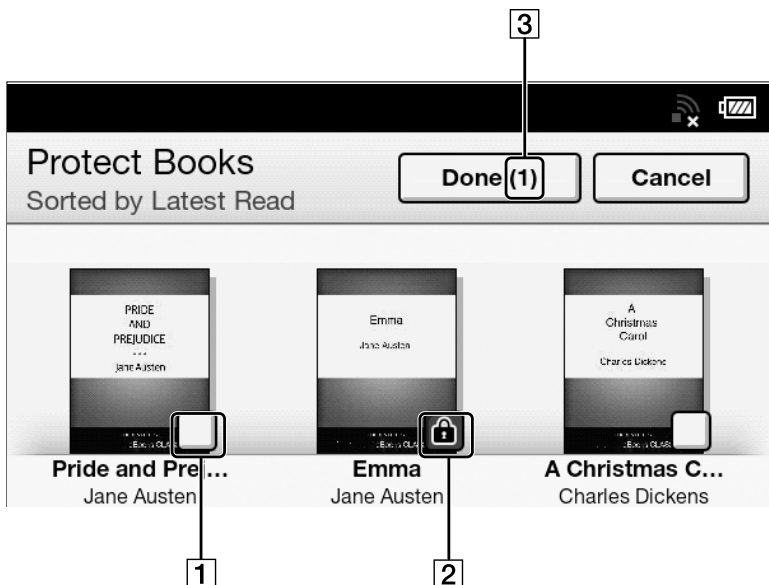 3
Protect Books
Sorted by Latest Read
Done (1)
Cancel
PRIDE
AND
PREJUDICE
...
Jane Austen
Emma
Jane Austen
A
Christmas
Carol
Charles Dickens
Pride and Prej...
Jane Austen
Emma
Jane Austen
A Christmas C...
Charles Dickens
1
2